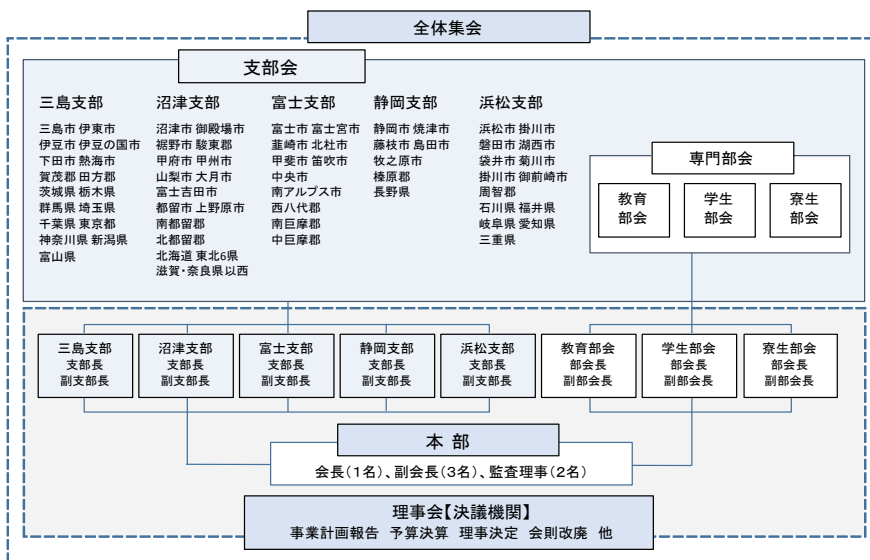 全体集会
支部会
三島支部
三島市 伊東市
伊豆市 伊豆の国市
下田市 熱海市
賀茂郡 田方郡
茨城県 栃木県
群馬県 埼玉県
千葉県 東京都
神奈川県 新潟県
富山県
沼津支部
沼津市 御殿場市
裾野市 駿東郡
甲府市 甲州市
山梨市 大月市
富士吉田市
都留市 上野原市
南都留郡
北都留郡
北海道 東北6県
滋賀・奈良県以西
富士支部
富士市 富士宮市
韮崎市 北杜市
甲斐市 笛吹市
中央市
南アルプス市
西八代郡
南巨摩郡
中巨摩郡
静岡支部
静岡市 焼津市
藤枝市 島田市
牧之原市
榛原郡
長野県
浜松支部
浜松市 掛川市
磐田市 湖西市
袋井市 菊川市
掛川市 御前崎市
周智郡
石川県 福井県
岐阜県 愛知県
三重県
専門部会
教育
部会
学生
部会
寮生
部会
三島支部
支部長
副支部長
沼津支部
支部長
副支部長
富士支部
支部長
副支部長
静岡支部
支部長
副支部長
浜松支部
支部長
副支部長
教育部会
部会長
副部会長
学生部会
部会長
副部会長
寮生部会
部会長
副部会長
本 部
会長(1名)、副会長(3名)、監査理事(2名)
理事会【決議機関】
事業計画報告 予算決算 理事決定 会則改廃 他